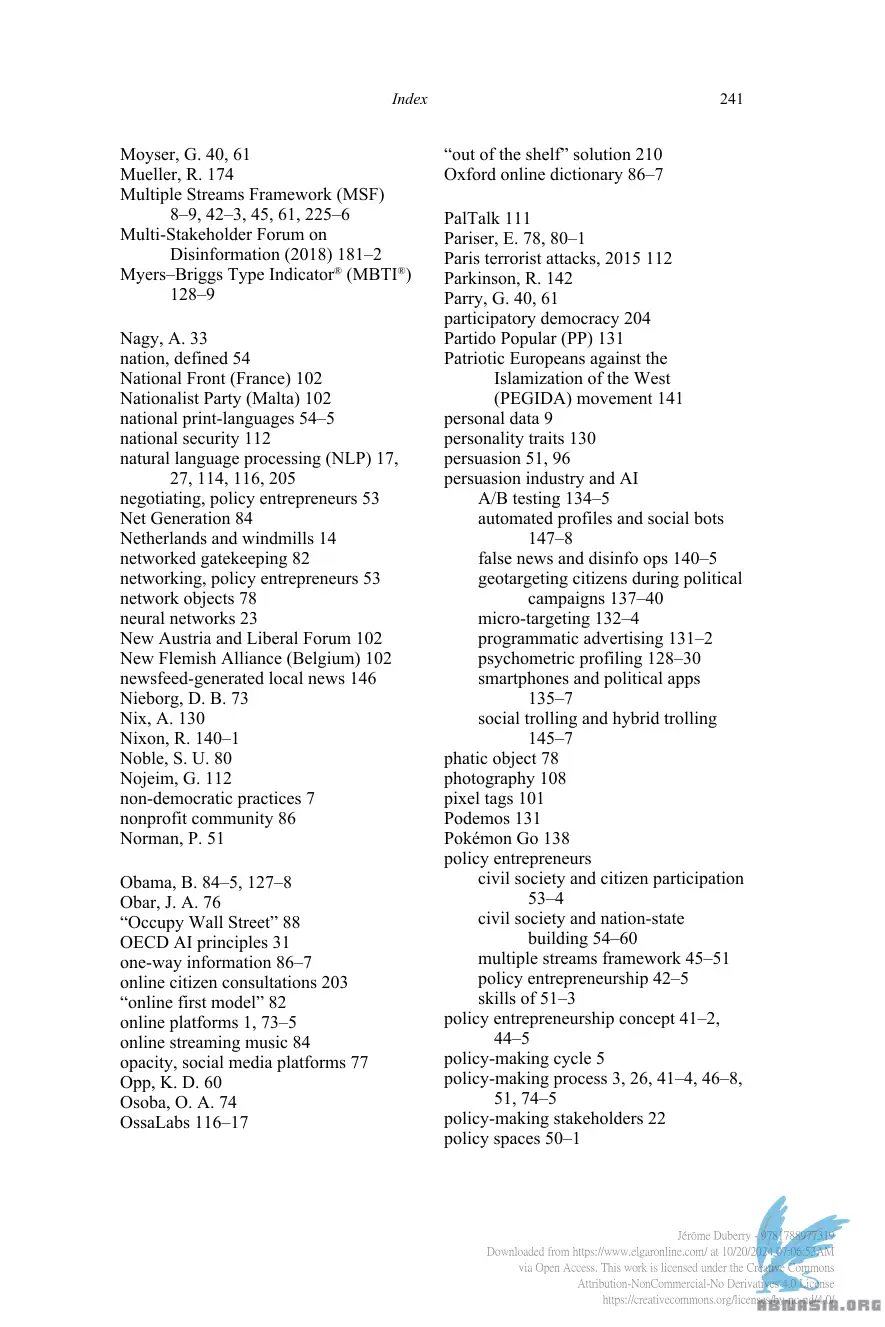 Index 241
Moyser, G. 40, 61
Mueller, R. 174
Multiple Streams Framework (MSF)
8–9, 42–3, 45, 61, 225–6
Multi-Stakeholder Forum on
Disinformation (2018) 181–2
Myers–Briggs Type Indicator® (MBTI®)
128–9
Nagy, A. 33
nation, defined 54
National Front (France) 102
Nationalist Party (Malta) 102
national print-languages 54–5
national security 112
natural language processing (NLP) 17,
27, 114, 116, 205
negotiating, policy entrepreneurs 53
Net Generation 84
Netherlands and windmills 14
networked gatekeeping 82
networking, policy entrepreneurs 53
network objects 78
neural networks 23
New Austria and Liberal Forum 102
New Flemish Alliance (Belgium) 102
newsfeed-generated local news 146
Nieborg, D. B. 73
Nix, A. 130
Nixon, R. 140–1
Noble, S. U. 80
Nojeim, G. 112
non-democratic practices 7
nonprofit community 86
Norman, P. 51
Obama, B. 84–5, 127–8
Obar, J. A. 76
“Occupy Wall Street” 88
OECD AI principles 31
one-way information 86–7
online citizen consultations 203
“online first model” 82
online platforms 1, 73–5
online streaming music 84
opacity, social media platforms 77
Opp, K. D. 60
Osoba, O. A. 74
OssaLabs 116–17
“out of the shelf” solution 210
Oxford online dictionary 86–7
PalTalk 111
Pariser, E. 78, 80–1
Paris terrorist attacks, 2015 112
Parkinson, R. 142
Parry, G. 40, 61
participatory democracy 204
Partido Popular (PP) 131
Patriotic Europeans against the
Islamization of the West
(PEGIDA) movement 141
personal data 9
personality traits 130
persuasion 51, 96
persuasion industry and AI
A/B testing 134–5
automated profiles and social bots
147–8
false news and disinfo ops 140–5
geotargeting citizens during political
campaigns 137–40
micro-targeting 132–4
programmatic advertising 131–2
psychometric profiling 128–30
smartphones and political apps
135–7
social trolling and hybrid trolling
145–7
phatic object 78
photography 108
pixel tags 101
Podemos 131
Pokémon Go 138
policy entrepreneurs
civil society and citizen participation
53–4
civil society and nation-state
building 54–60
multiple streams framework 45–51
policy entrepreneurship 42–5
skills of 51–3
policy entrepreneurship concept 41–2,
44–5
policy-making cycle 5
policy-making process 3, 26, 41–4, 46–8,
51, 74–5
policy-making stakeholders 22
policy spaces 50–1
Jérôme Duberry - 9781788977319
Downloaded from https://www.elgaronline.com/ at 10/20/2024 07:06:52AM
via Open Access. This work is licensed under the Creative Commons
Attribution-NonCommercial-No Derivatives 4.0 License
https://creativecommons.org/licenses/by-nc-nd/4.0/
ABNASIA.ORG